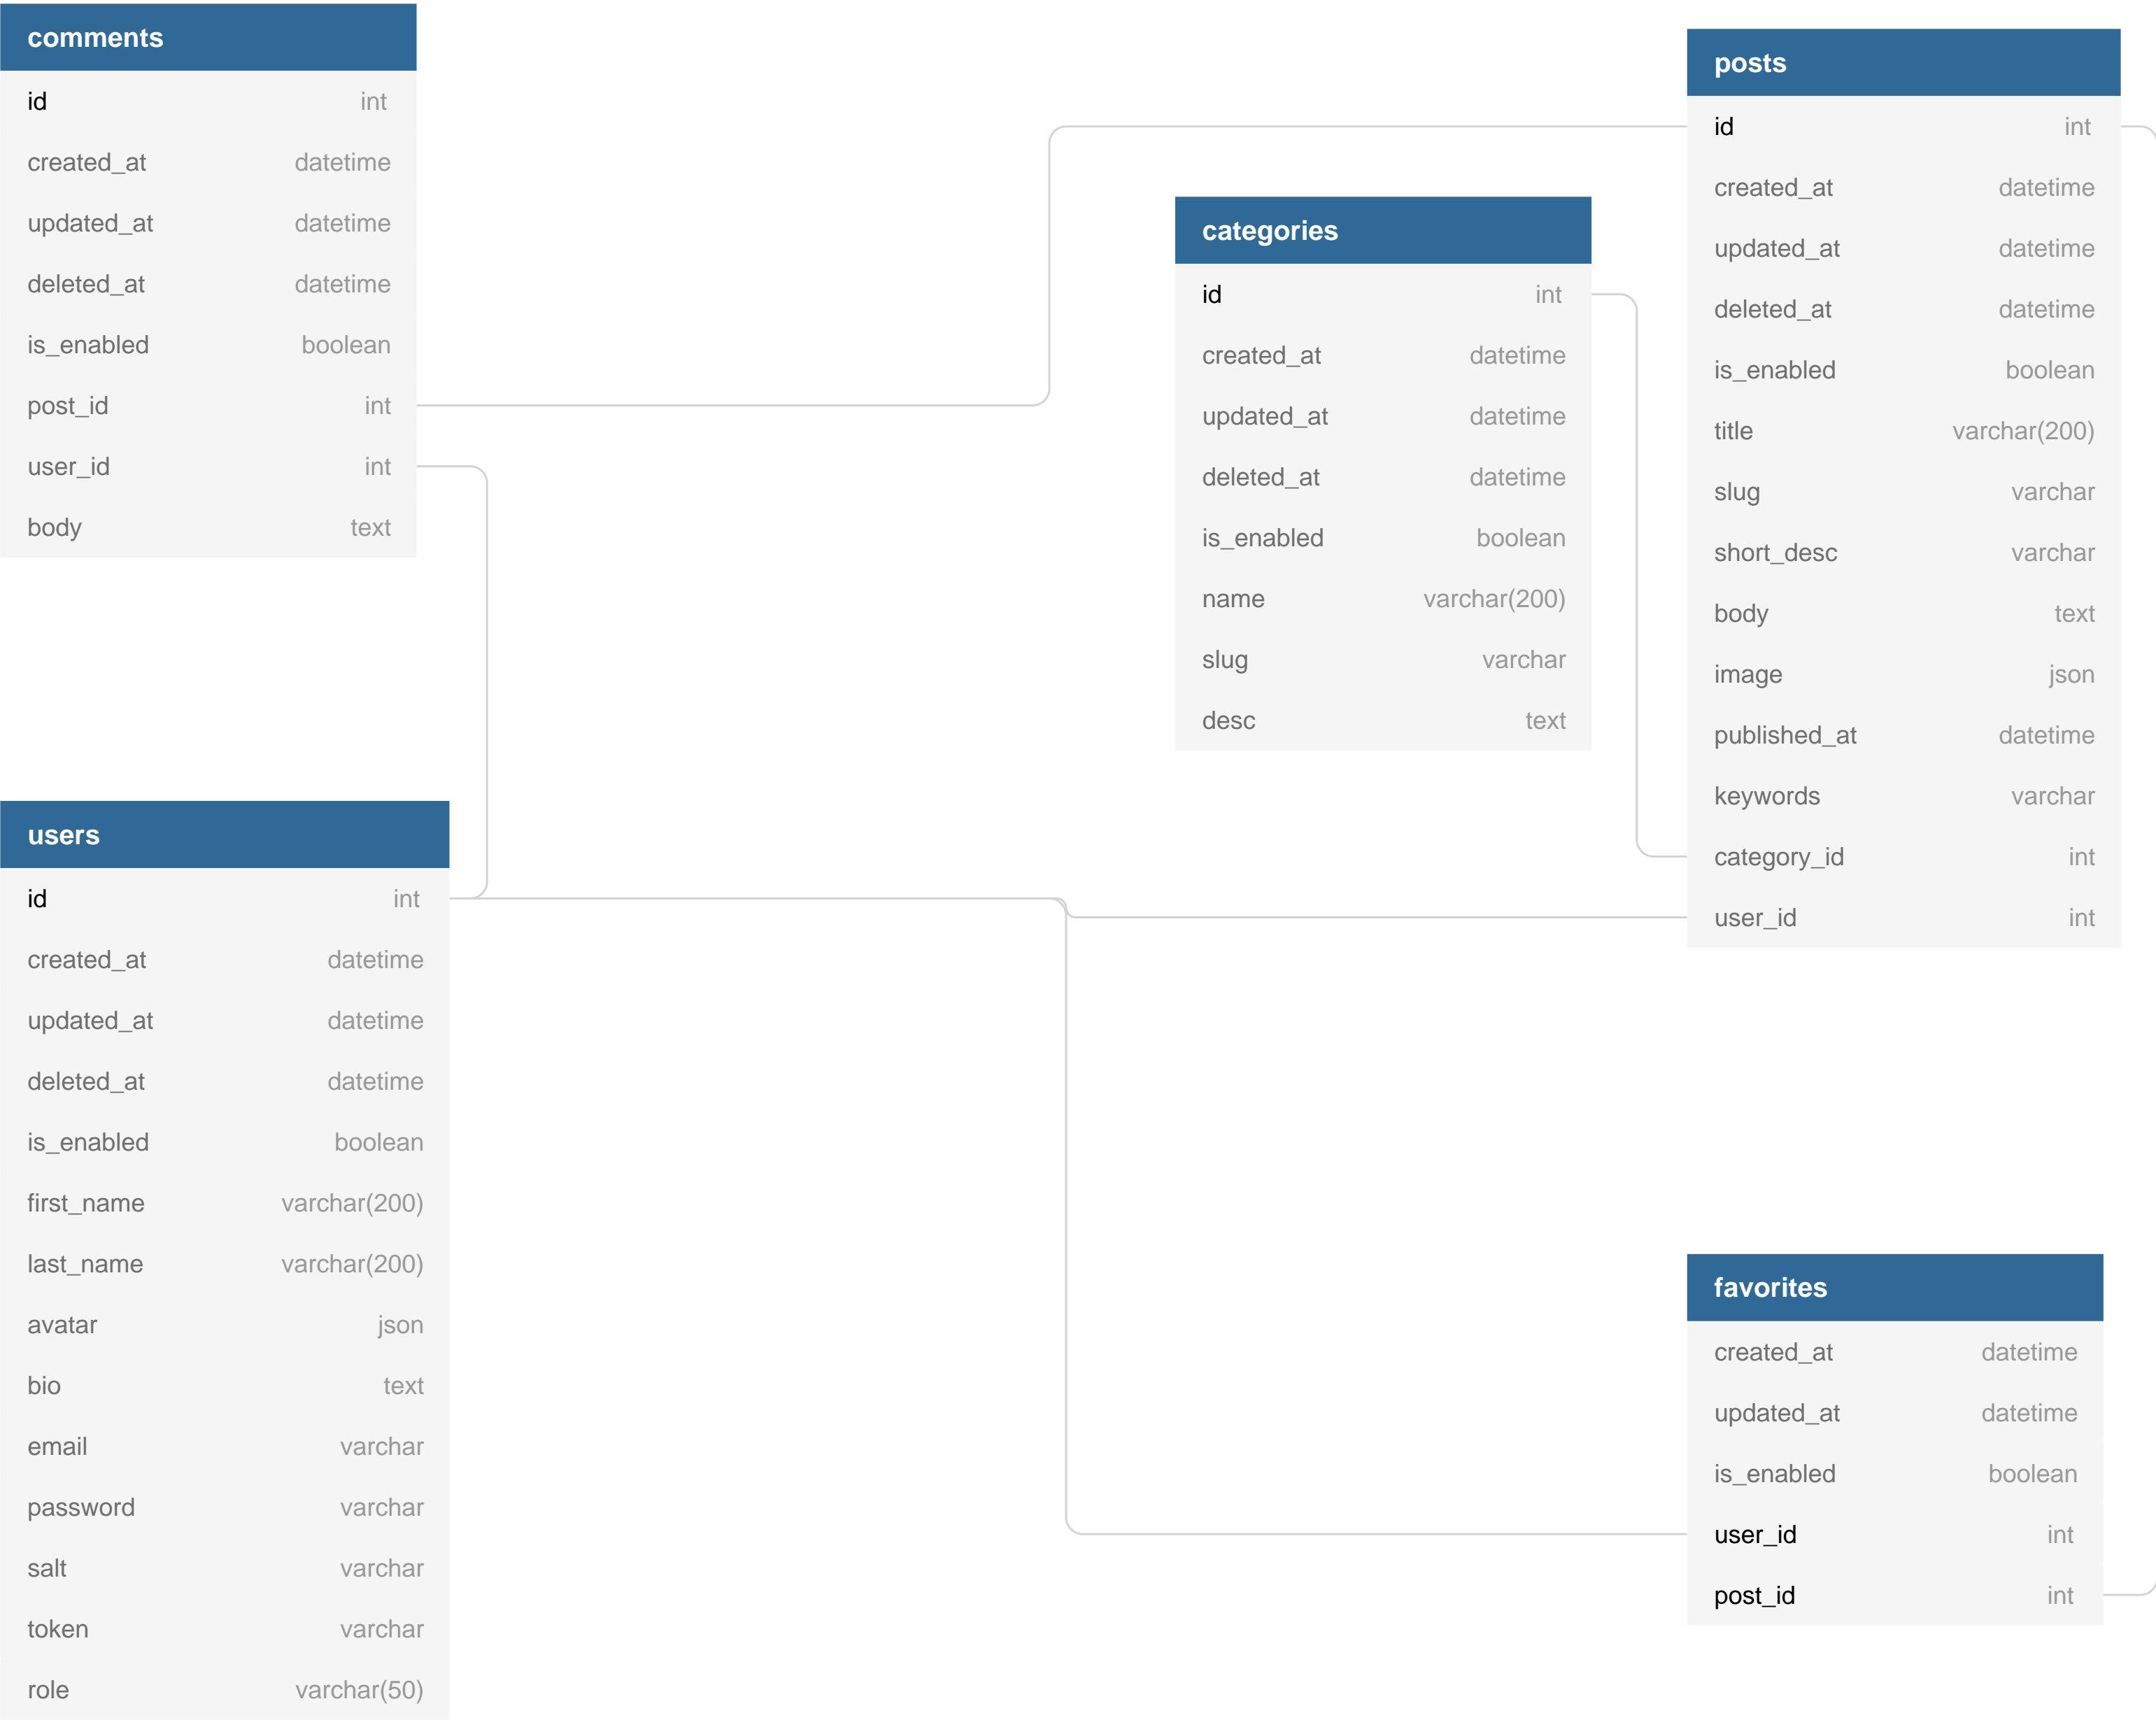 comments
id int
created_at datetime
updated_at datetime
deleted_at datetime
is_enabled boolean
post_id int
user_id int
body text
users
id int
created_at datetime
updated_at datetime
deleted_at datetime
is_enabled boolean
first_name varchar(200)
last_name varchar(200)
avatar json
bio text
email varchar
password varchar
salt varchar
token varchar
role varchar(50)
categories
id int
created_at datetime
updated_at datetime
deleted_at datetime
is_enabled boolean
name varchar(200)
slug varchar
desc text
posts
id int
created_at datetime
updated_at datetime
deleted_at datetime
is_enabled boolean
title varchar(200)
slug varchar
short_desc varchar
body text
image json
published_at datetime
keywords varchar
category_id int
user_id int
favorites
created_at datetime
updated_at datetime
is_enabled boolean
user_id int
post_id int